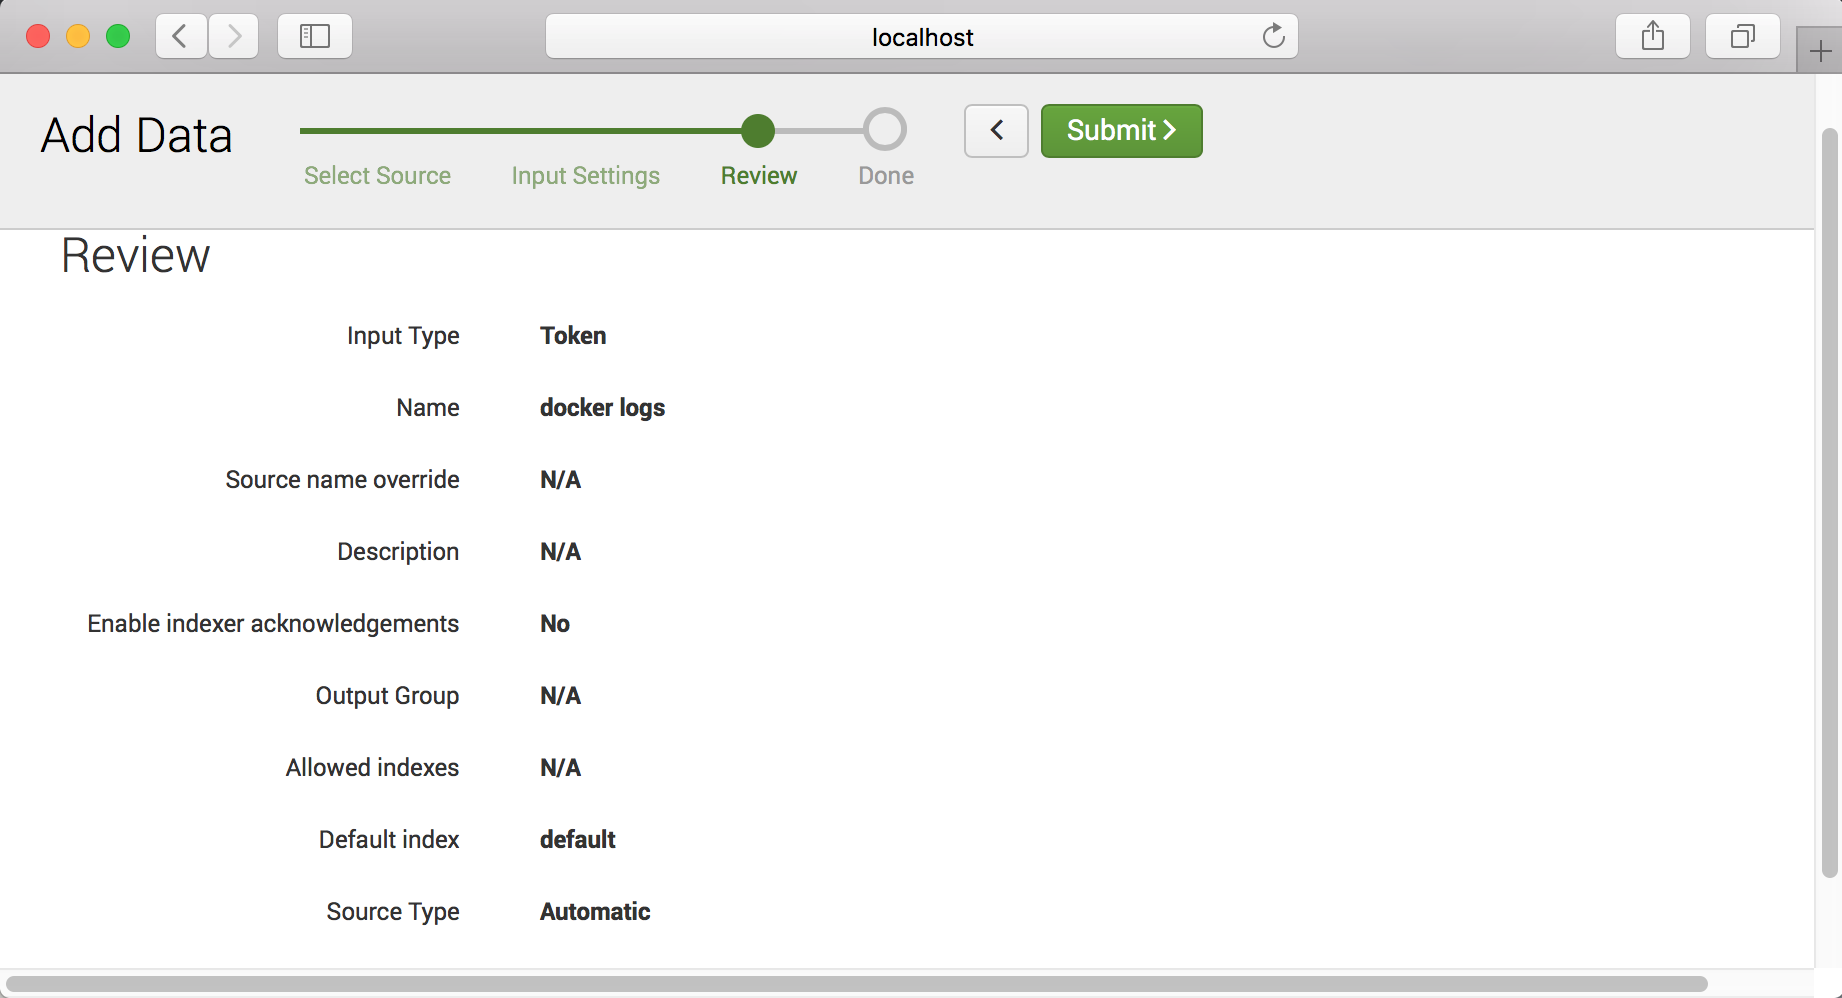 localhost
Add Data
Select Source Input Settings Review Done
Submit
Review
Input Type Token
Name docker logs
Source name override N/A
Description N/A
Enable indexer acknowledgements No
Output Group N/A
Allowed indexes N/A
Default index default
Source Type Automatic